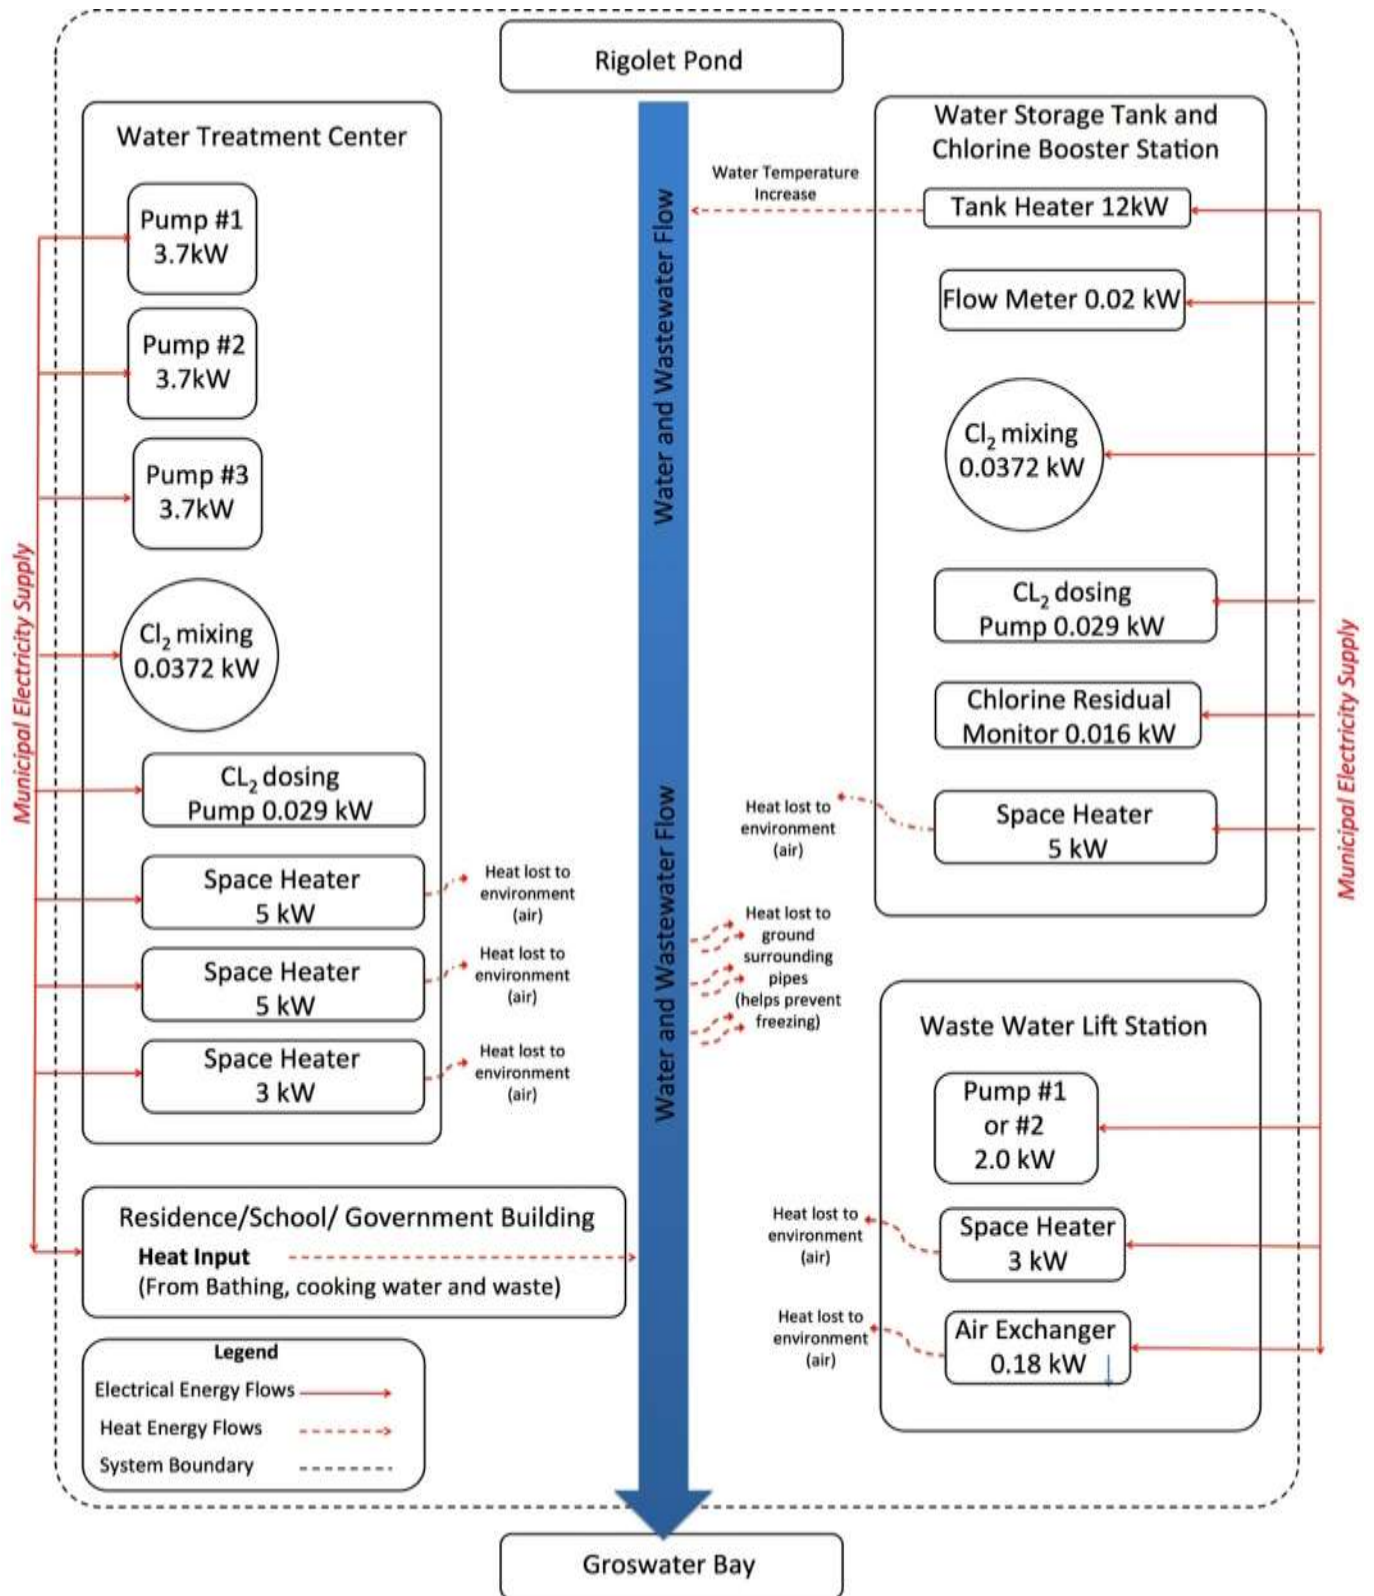 Rigolet Pond
Water Treatment Center
Pump #1
3.7kW
Pump #2
3.7kW
Pump #3
3.7kW
Cl₂ mixing
0.0372 kW
CL₂ dosing
Pump 0.029 kW
Space Heater
5 kW
Heat lost to
environment
(air)
Space Heater
5 kW
Heat lost to
environment
(air)
Space Heater
3 kW
Heat lost to
environment
(air)
Municipal Electricity Supply
Residence/School/ Government Building
Heat Input
(From Bathing, cooking water and waste)
Legend
Electrical Energy Flows
Heat Energy Flows
System Boundary
Water and Wastewater Flow
Water and Wastewater Flow
Water Storage Tank and
Chlorine Booster Station
Water Temperature
Increase
Tank Heater 12kW
Flow Meter 0.02 kW
Cl₂ mixing
0.0372 kW
CL₂ dosing
Pump 0.029 kW
Chlorine Residual
Monitor 0.016 kW
Heat lost to
environment
(air)
Space Heater
5 kW
Heat lost to
ground
surrounding
pipes
(helps prevent
freezing)
Waste Water Lift Station
Pump #1
or #2
2.0 kW
Heat lost to
environment
(air)
Space Heater
3 kW
Heat lost to
environment
(air)
Air Exchanger
0.18 kW
Municipal Electricity Supply
Groswater Bay